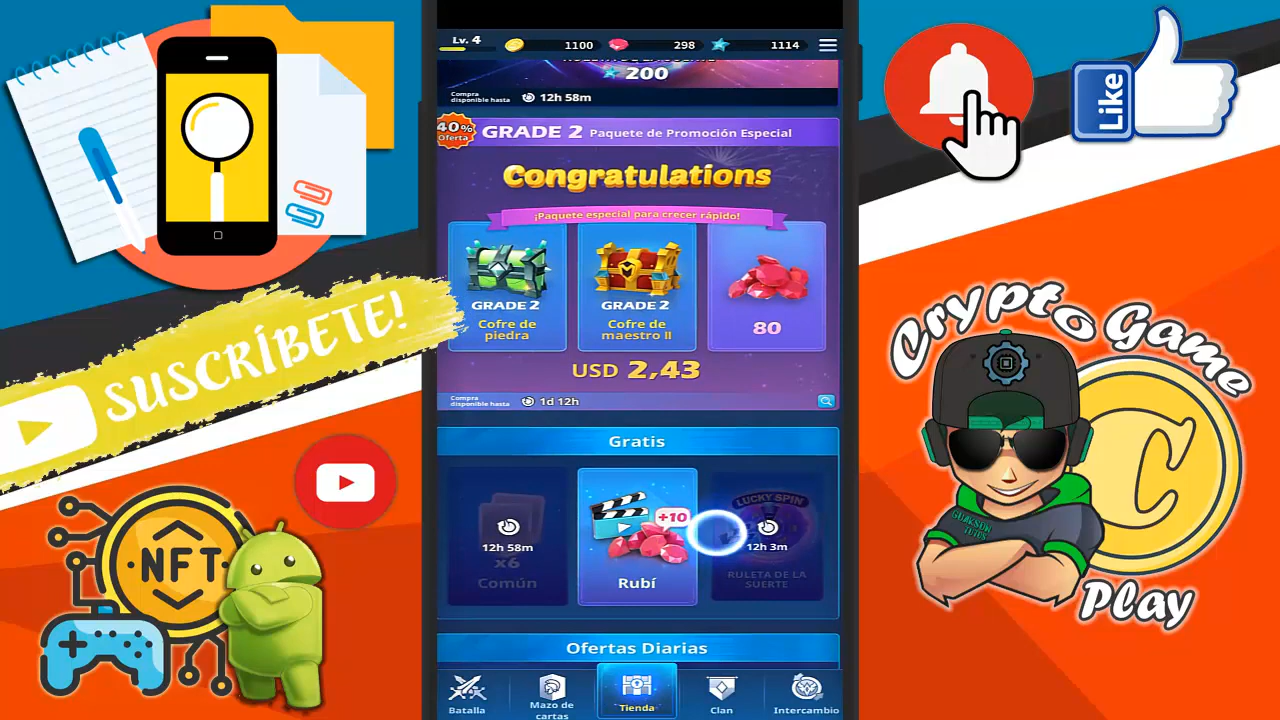 Lv. 4
1100
298
1114
200
Compra
disponible hasta
12h 58m
40%
Oferta
GRADE 2 Paquete de Promoción Especial
Congratulations
¡Paquete especial para crecer rápido!
GRADE 2
Cofre de
piedra
GRADE 2
Cofre de
maestro II
80
USD 2,43
Compra
disponible hasta
1d 12h
Gratis
12h 58m
x6
Común
+10
Rubí
LUCKY SPIN
12h 3m
RULETA DE LA
SUERTE
Ofertas Diarias
Batalla
Mazo de
cartas
Tienda
Clan
Intercambio
SUSCRÍBETE!
NFT
Like
Crypto Game
Play
C